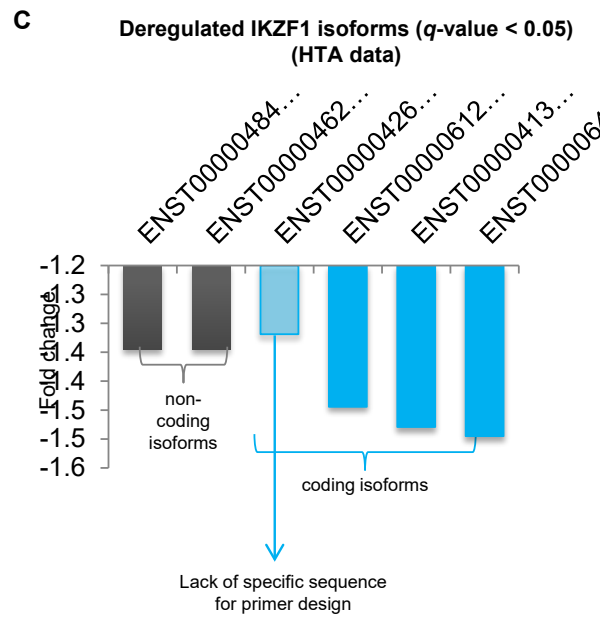 C
Deregulated IKZF1 isoforms (q-value < 0.05)
(HTA data)
ENST00000484…
ENST00000462…
ENST00000426…
ENST00000612…
ENST00000413…
ENST0000064
Fold change
-1.2
-1.3
-1.3
-1.4
-1.4
-1.5
-1.5
-1.6
non-
coding
isoforms
coding isoforms
Lack of specific sequence
for primer design